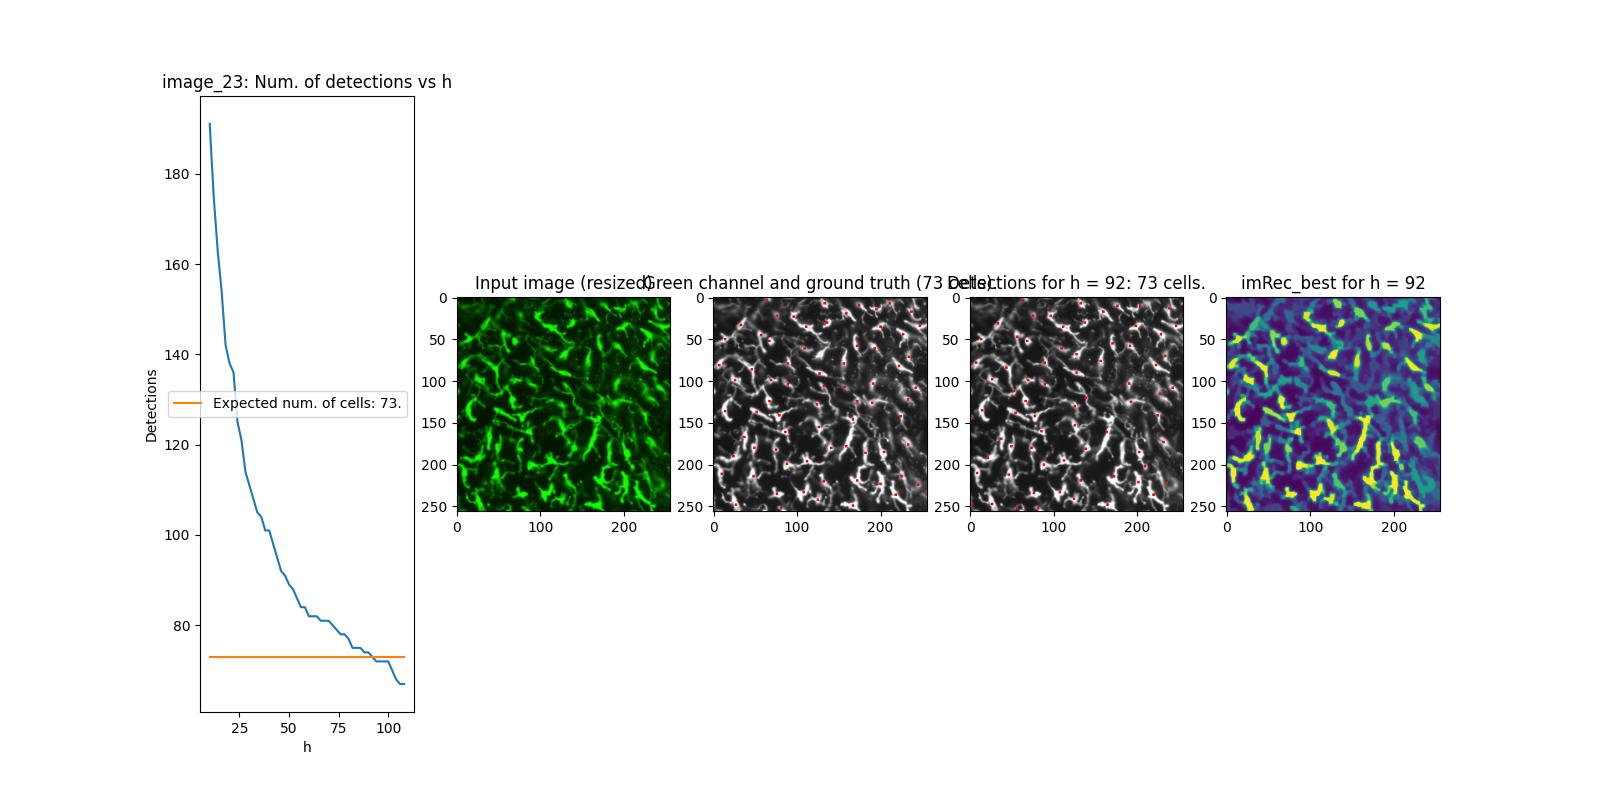 image_23: Num. of detections vs h
Detections
180
160
140
120
100
80
Expected num. of cells: 73.
25 50 75 100
h
Input image (resized)
0
50
100
150
200
250
0 100 200
Green channel and ground truth (73 cells).
0
50
100
150
200
250
0 100 200
Detections for h = 92: 73 cells.
0
50
100
150
200
250
0 100 200
imRec_best for h = 92
0
50
100
150
200
250
0 100 200